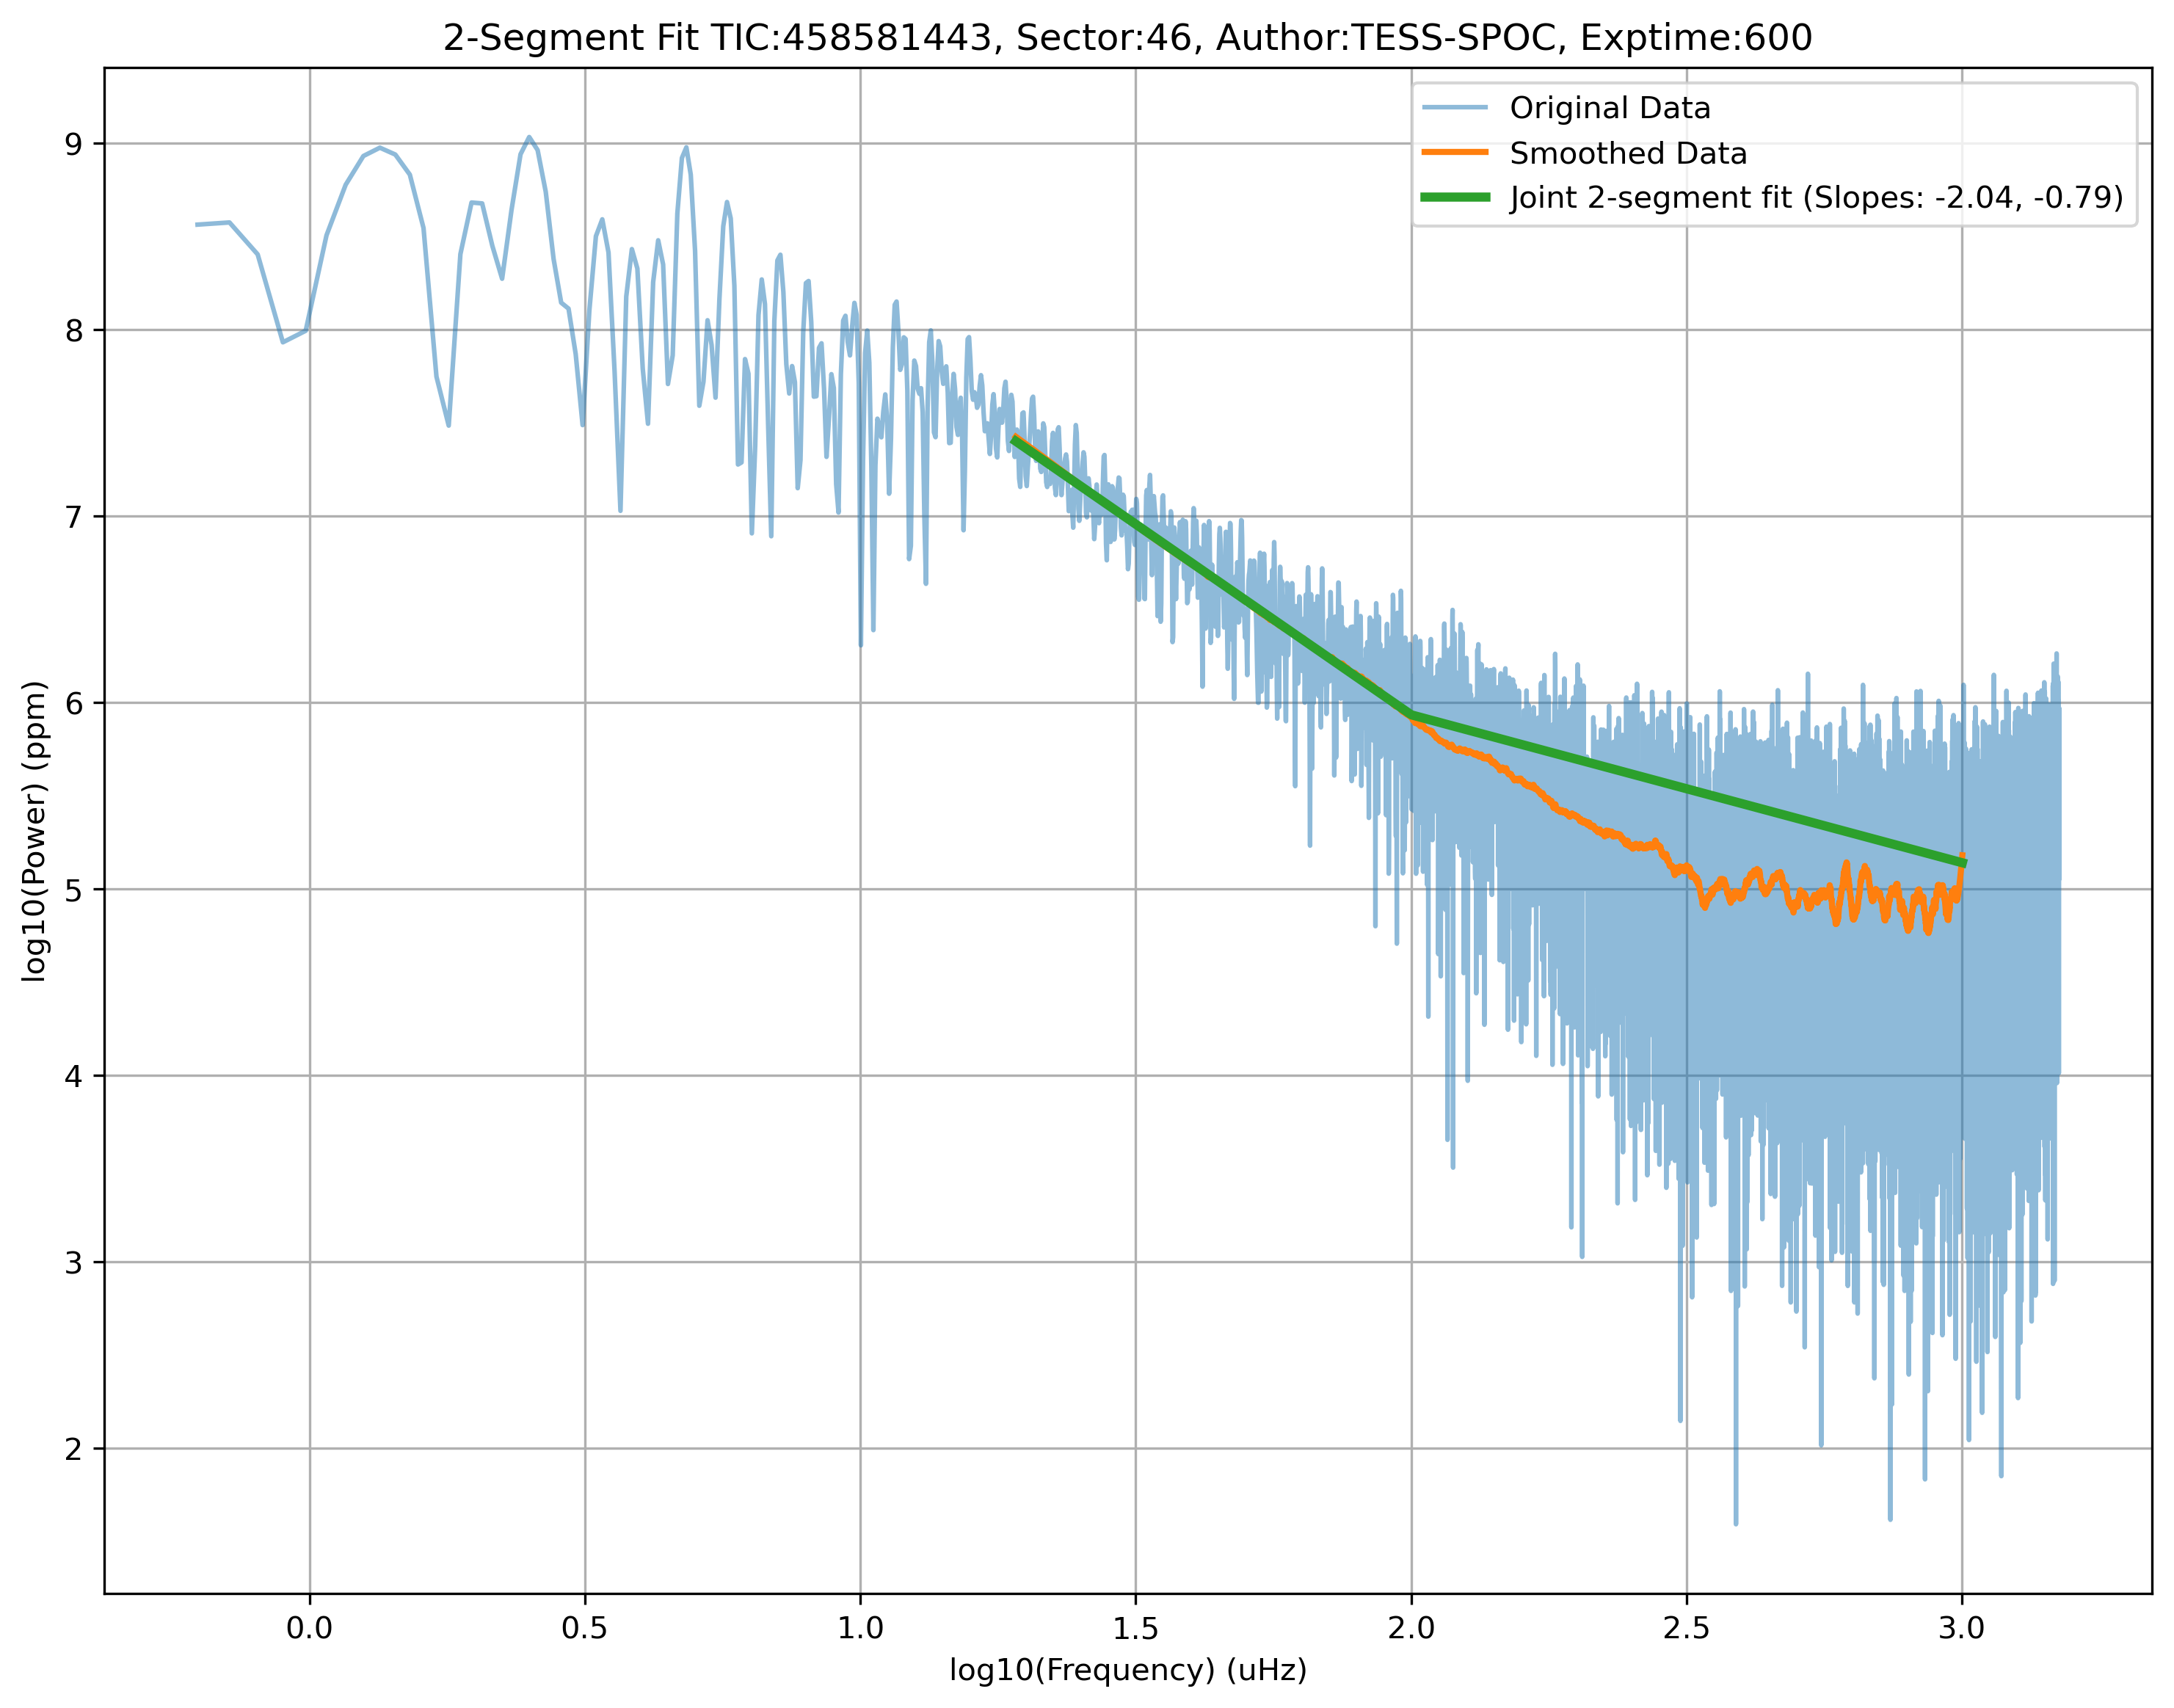 2-Segment Fit TIC:458581443, Sector:46, Author:TESS-SPOC, Exptime:600
Original Data
Smoothed Data
Joint 2-segment fit (Slopes: -2.04, -0.79)
log10(Power) (ppm)
9
8
7
6
5
4
3
2
0.0 0.5 1.0 1.5 2.0 2.5 3.0
log10(Frequency) (uHz)